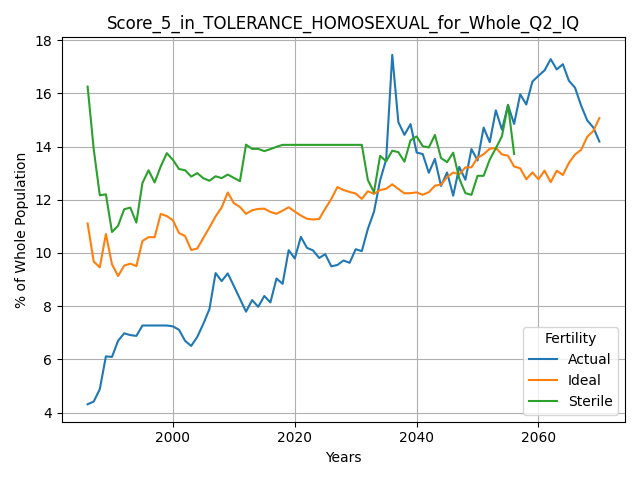 Score_5_in_TOLERANCE_HOMOSEXUAL_for_Whole_Q2_IQ
18
16
14
12
10
8
6
4
% of Whole Population
2000 2020 2040 2060
Years
Fertility
Actual
Ideal
Sterile